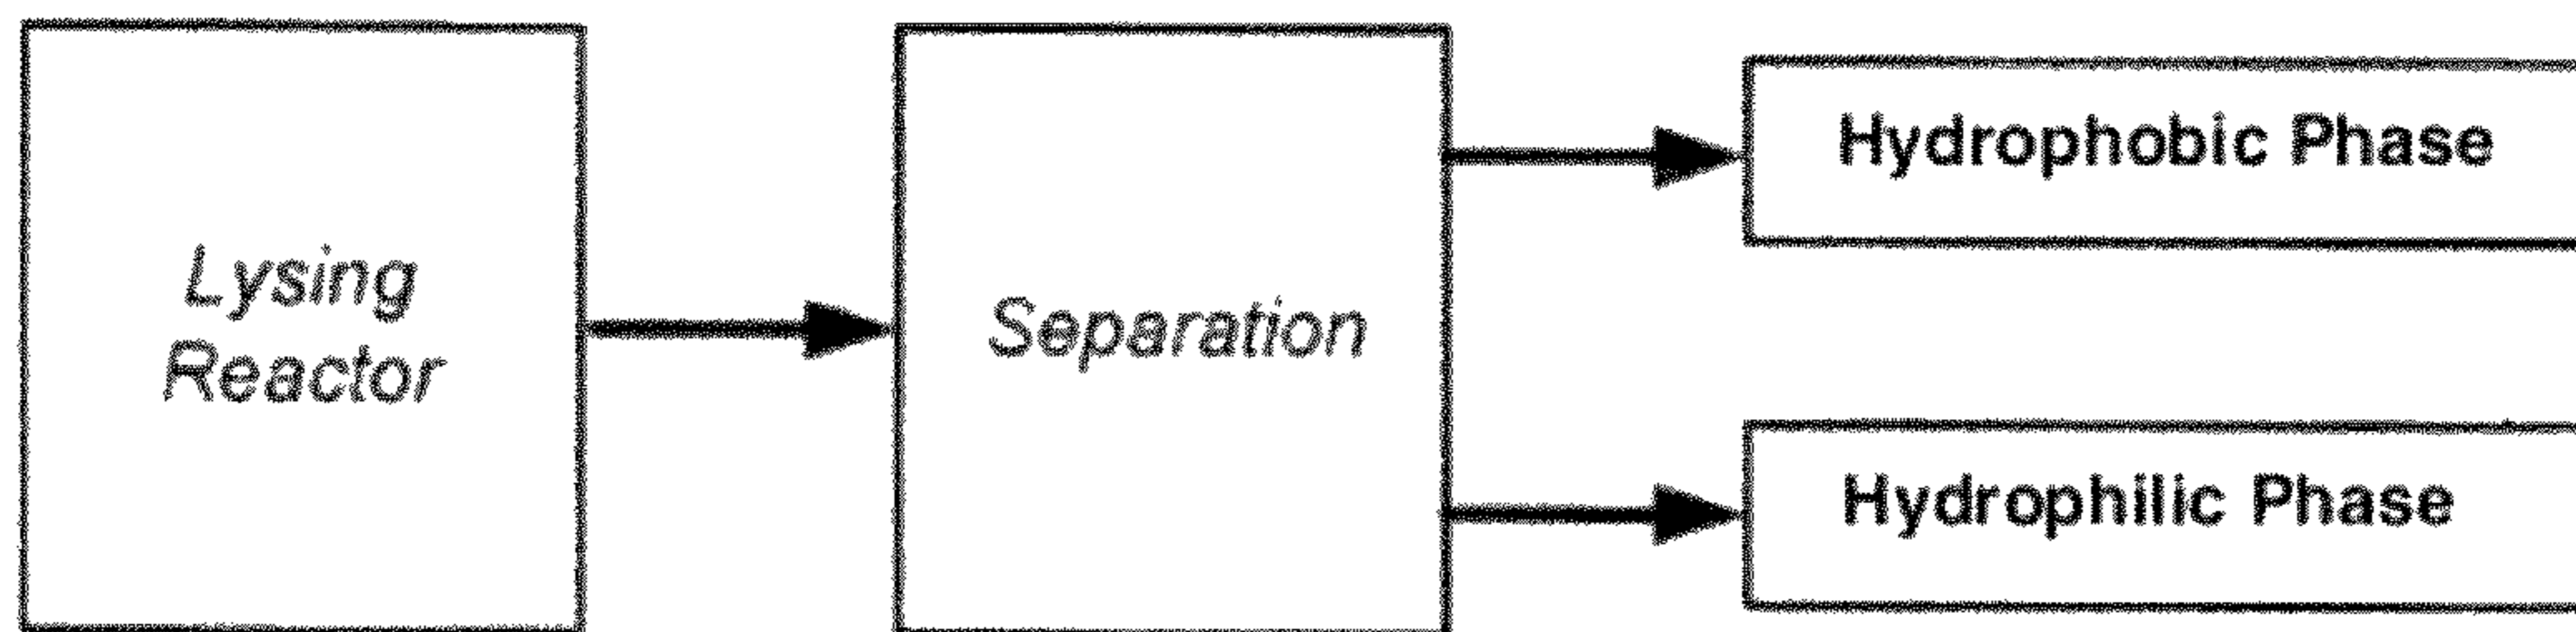 Lysing
Reactor
Separation
Hydrophobic Phase
Hydrophilic Phase